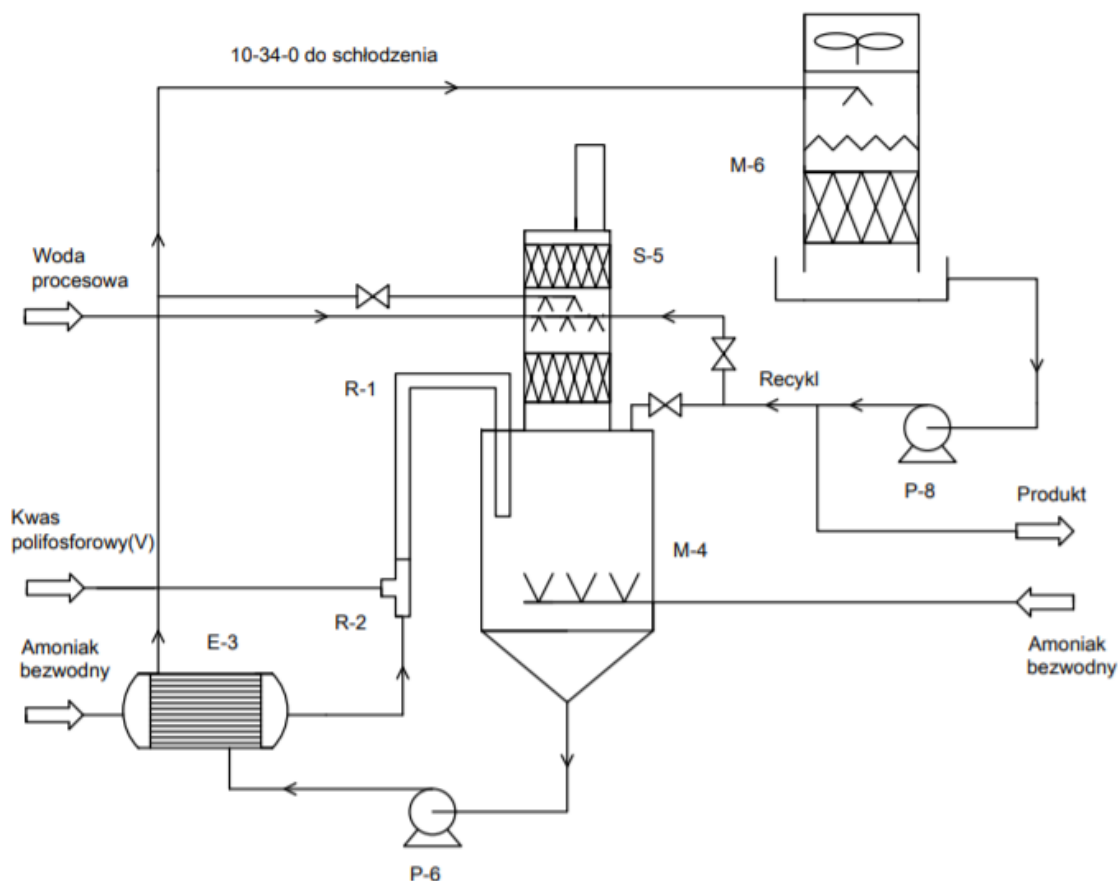 10-34-0 do schłodzenia
M-6
Woda
procesowa
S-5
R-1
Recykl
P-8
Produkt
Kwas
polifosforowy(V)
M-4
R-2
Amoniak
bezwodny
E-3
Amoniak
bezwodny
P-6